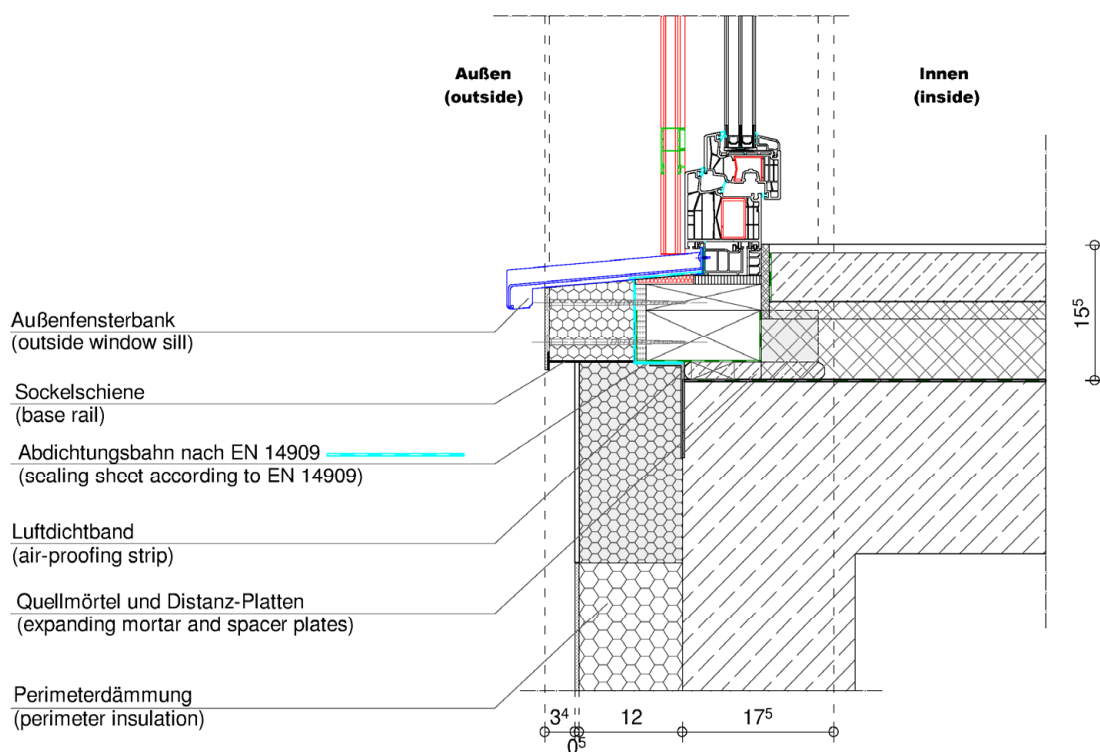 Außen
(outside)
Innen
(inside)
Außenfensterbank
(outside window sill)
Sockelschiene
(base rail)
Abdichtungsbahn nach EN 14909
(sealing sheet according to EN 14909)
Luftdichtband
(air-proofing strip)
Quellmörtel und Distanz-Platten
(expanding mortar and spacer plates)
Perimeterdämmung
(perimeter insulation)
15⁵
3⁴
12
17⁵
0⁵